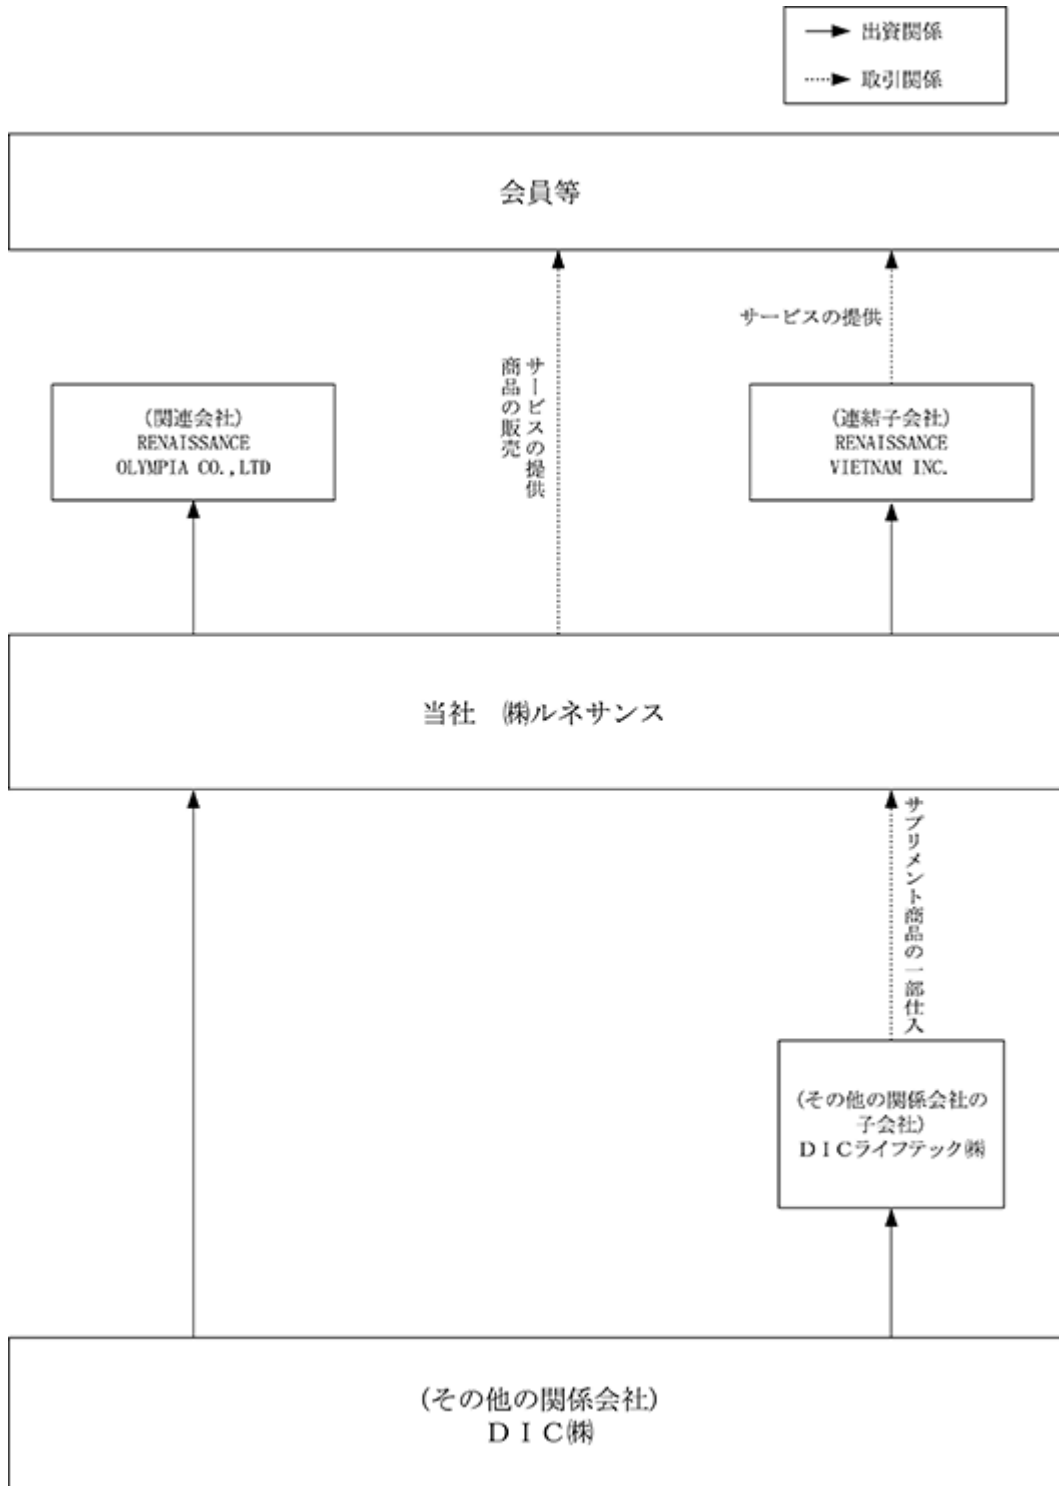 出資関係
取引関係
会員等
サービスの提供
サービスの提供
商品の販売
(関連会社)
RENAISSANCE
OLYMPIA CO.,LTD
(連結子会社)
RENAISSANCE
VIETNAM INC.
当社　㈱ルネサンス
サプリメント商品の一部仕入
(その他の関係会社の
子会社)
ＤＩＣライフテック㈱
(その他の関係会社)
ＤＩＣ㈱